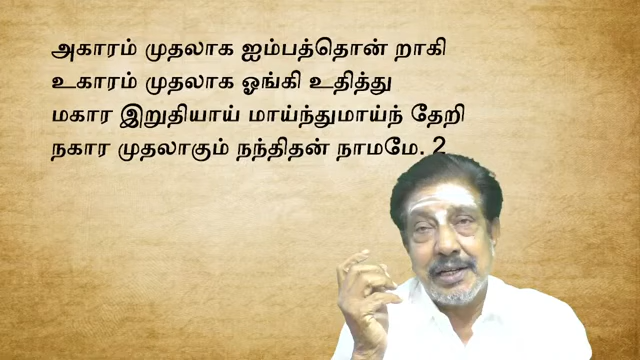 அகாரம் முதலாக ஐம்பத்தொன் றாகி
உகாரம் முதலாக ஓங்கி உதித்து
மகார இறுதியாய் மாய்ந்துமாய்ந் தேறி
நகார முதலாகும் நந்திதன் நாமமே. 2